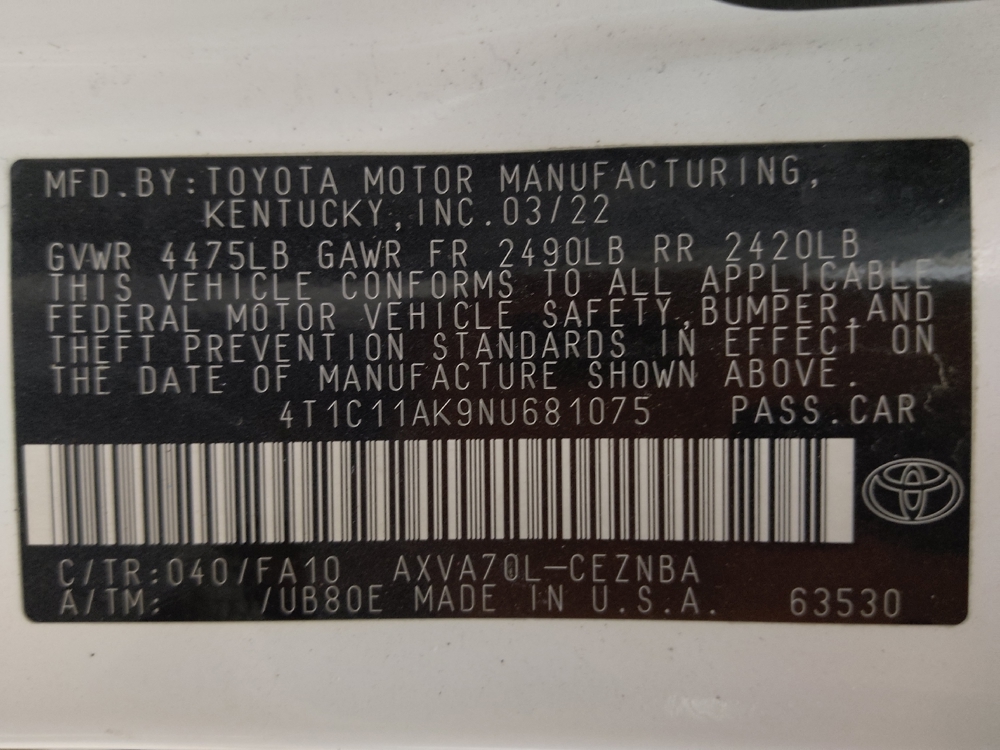 MFD.BY:TOYOTA MOTOR MANUFACTURING,
KENTUCKY,INC.03/22
GVWR 4475LB GAWR FR 2490LB RR 2420LB
THIS VEHICLE CONFORMS TO ALL APPLICABLE
FEDERAL MOTOR VEHICLE SAFETY,BUMPER,AND
THEFT PREVENTION STANDARDS IN EFFECT ON
THE DATE OF MANUFACTURE SHOWN ABOVE.
4T1C11AK9NU681075 PASS.CAR
C/TR:040/FA10 AXVA70L-CEZNBA
A/TM: /UB80E MADE IN U.S.A. 63530